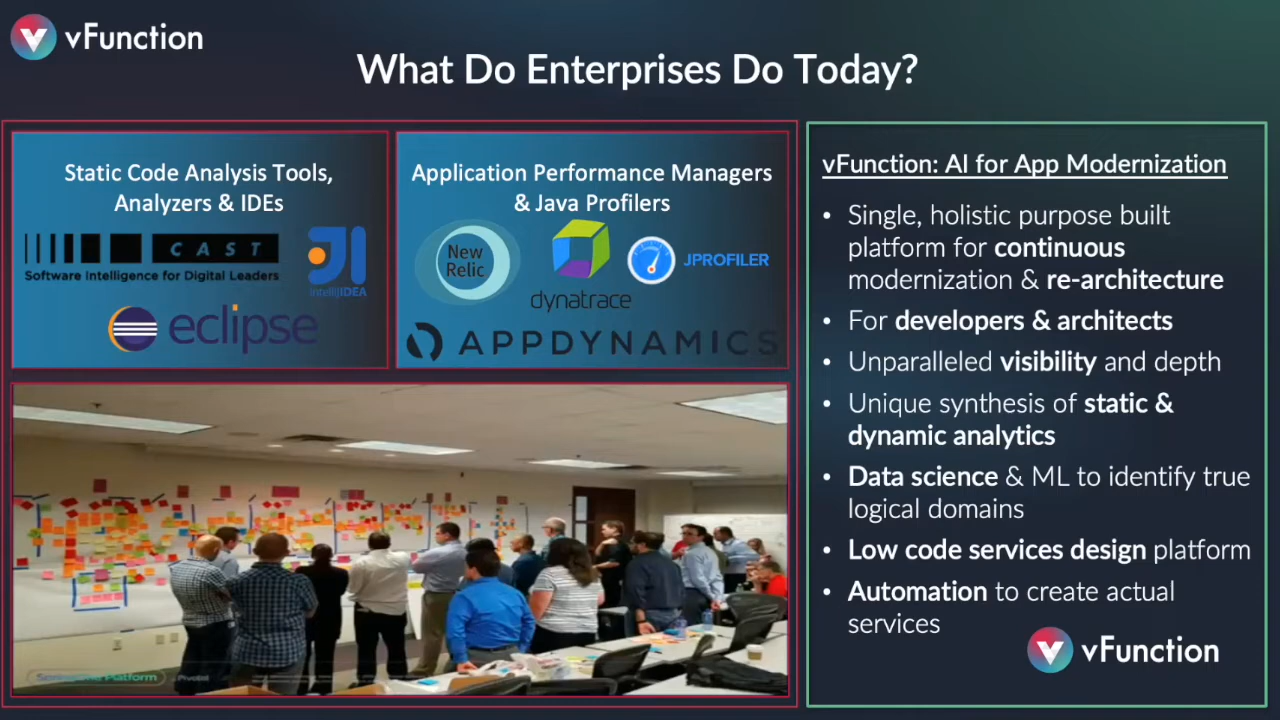 vFunction
What Do Enterprises Do Today?
Static Code Analysis Tools,
Analyzers & IDEs
CAST
Software Intelligence for Digital Leaders
IJ
IntelliJIDEA
eclipse
Application Performance Managers
& Java Profilers
New
Relic
dynatrace
JPROFILER
APPDYNAMICS
Platform
Pivotal
vFunction: AI for App Modernization
• Single, holistic purpose built
platform for continuous
modernization & re-architecture
• For developers & architects
• Unparalleled visibility and depth
• Unique synthesis of static &
dynamic analytics
• Data science & ML to identify true
logical domains
• Low code services design platform
• Automation to create actual
services
vFunction